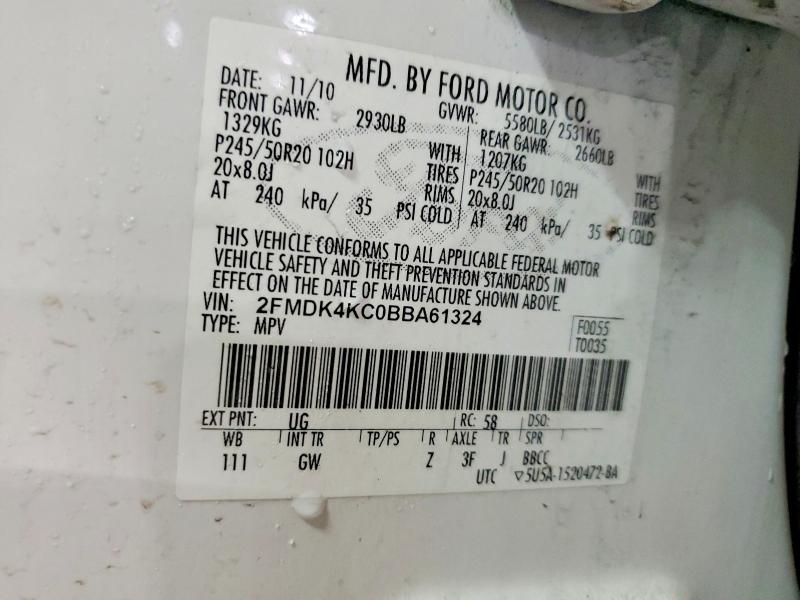 MFD. BY FORD MOTOR CO.
DATE: 11/10 GVWR: 5580LB/ 2531KG
FRONT GAWR: 2930LB REAR GAWR: 2660LB
1329KG WITH 1207KG WITH
P245/50R20 102H TIRES P245/50R20 102H TIRES
20x8.0J RIMS 20x8.0J RIMS
AT 240 kPa/ 35 PSI COLD AT 240 kPa/ 35 PSI COLD
THIS VEHICLE CONFORMS TO ALL APPLICABLE FEDERAL MOTOR
VEHICLE SAFETY AND THEFT PREVENTION STANDARDS IN
EFFECT ON THE DATE OF MANUFACTURE SHOWN ABOVE.
VIN: 2FMDK4KC0BBA61324
TYPE: MPV F0055
T0035
EXT PNT: UG RC: 58 DSO:
WB INT TR TP/PS R AXLE TR SPR
111 GW Z 3F J BBCC
UTC ▽5U5A-1520472-BA